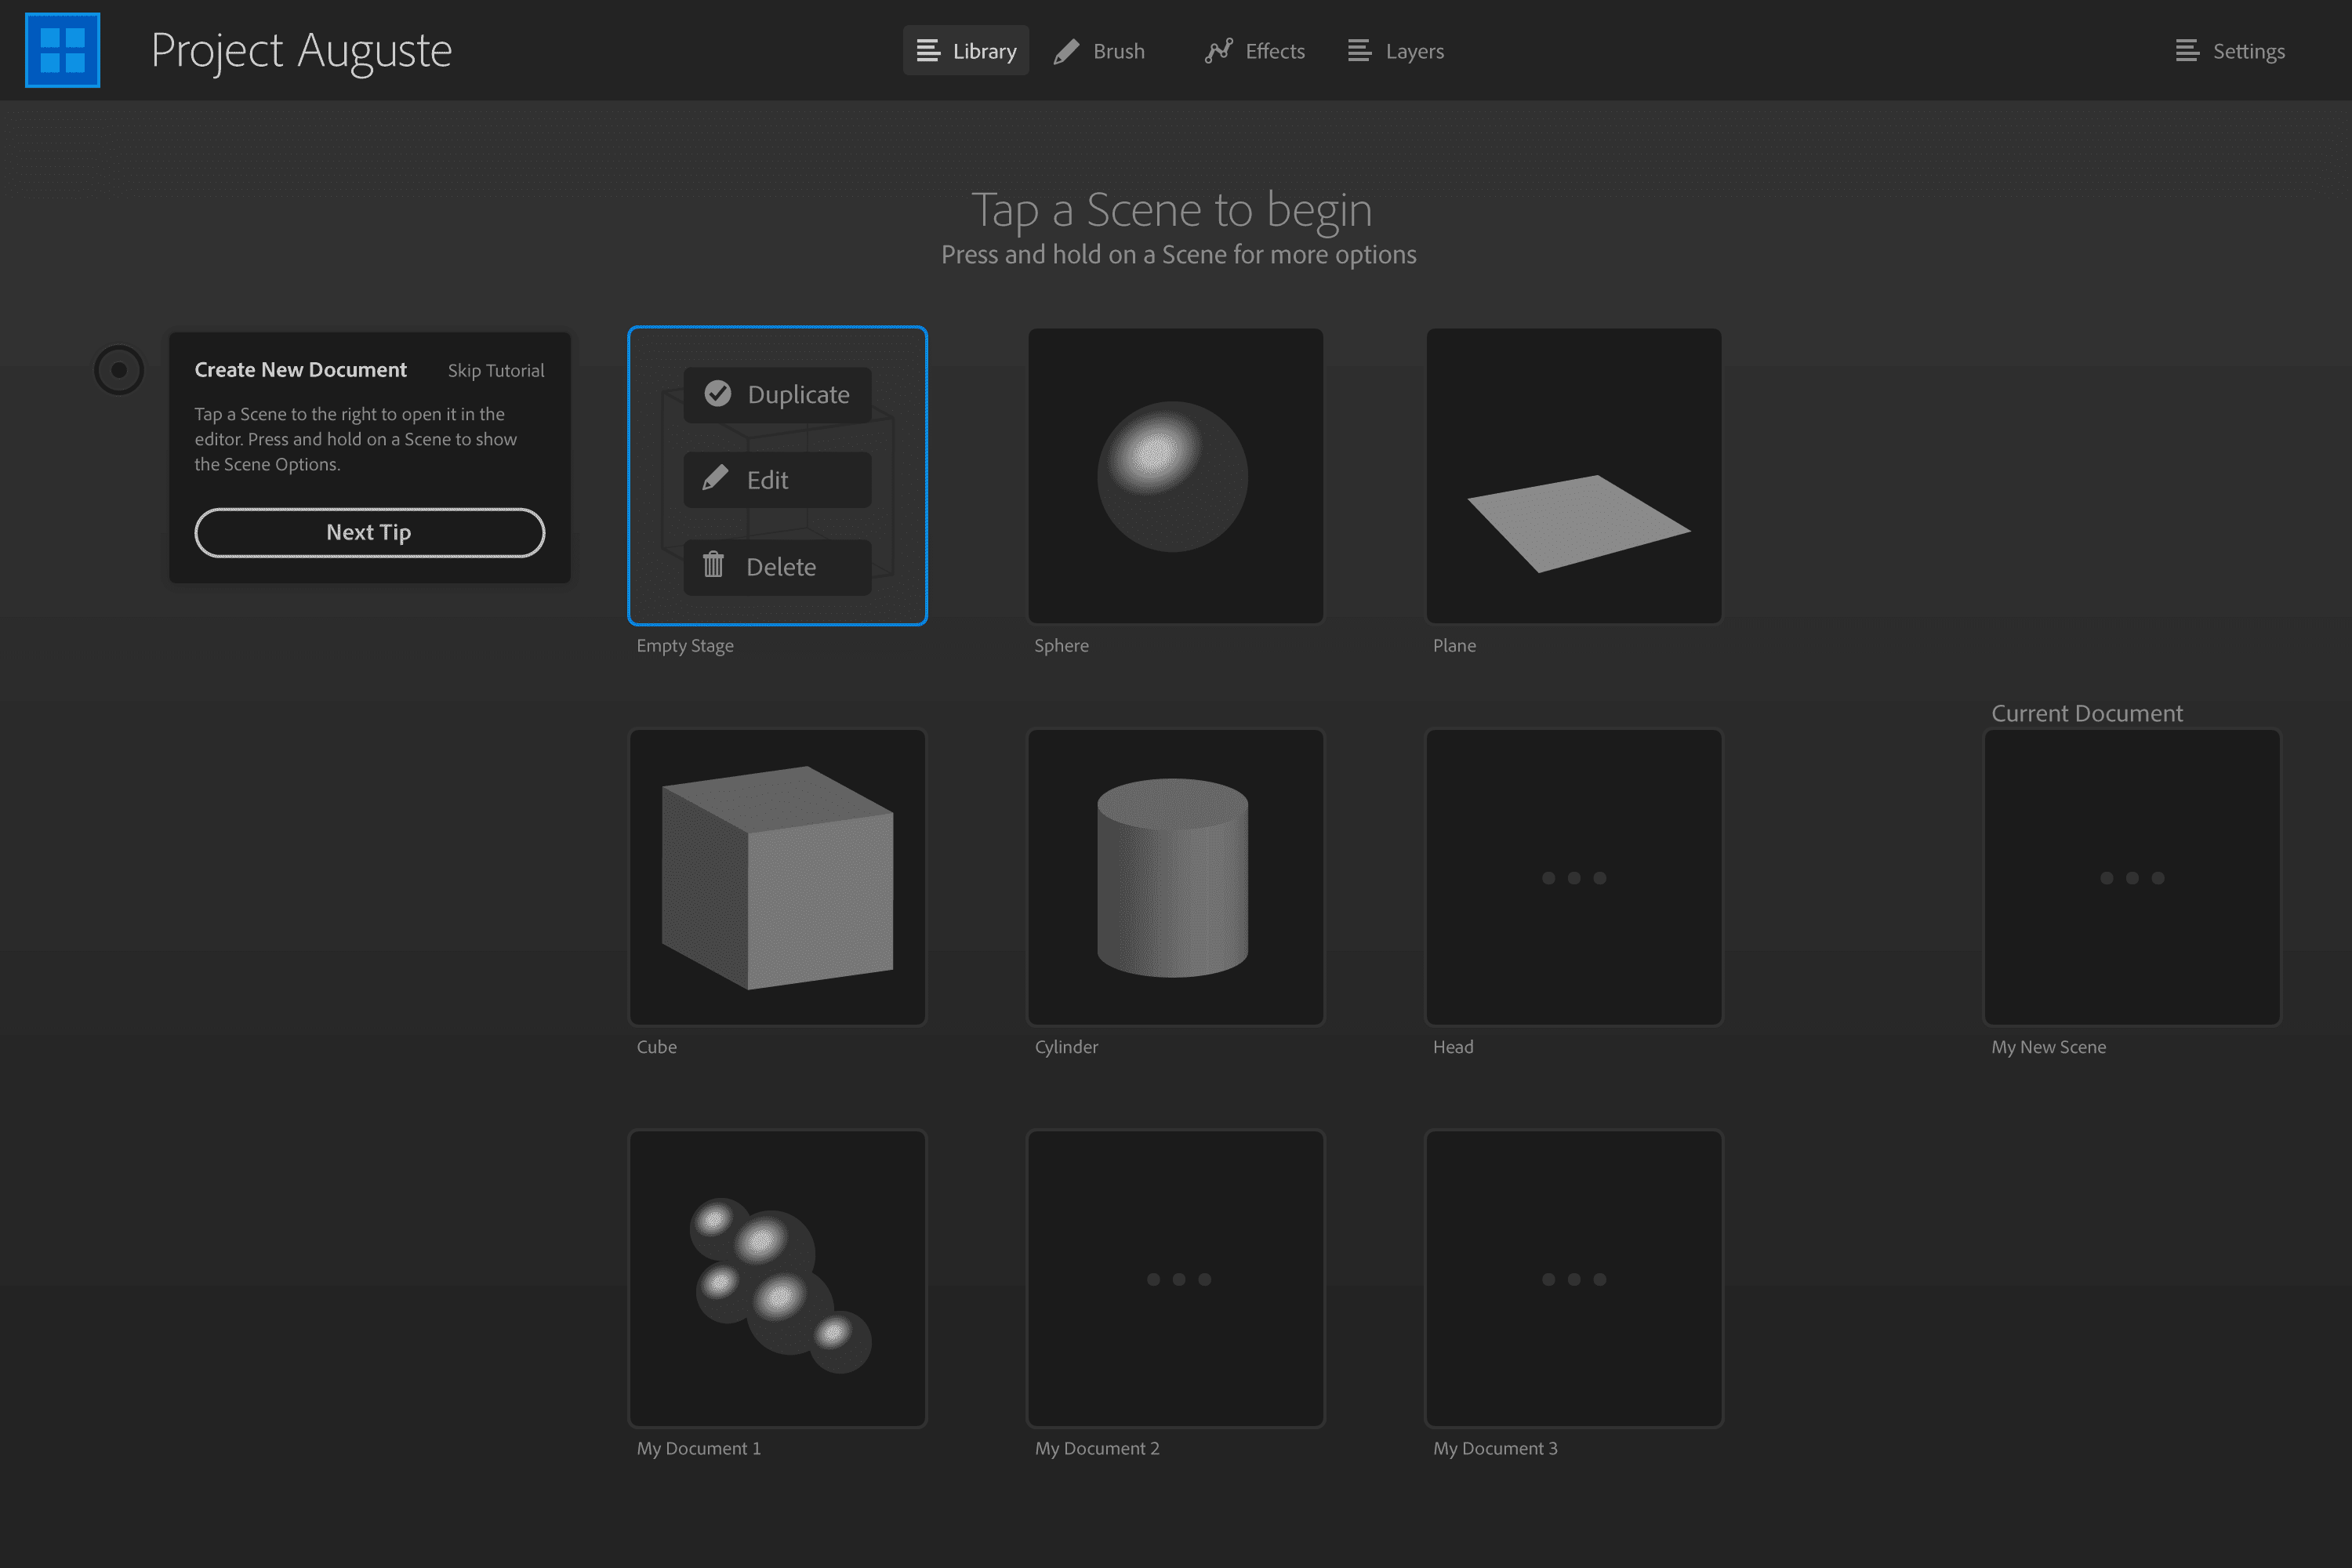 Project Auguste
Library
Brush
Effects
Layers
Settings
Tap a Scene to begin
Press and hold on a Scene for more options
Create New Document
Skip Tutorial
Tap a Scene to the right to open it in the
editor. Press and hold on a Scene to show
the Scene Options.
Next Tip
Duplicate
Edit
Delete
Empty Stage
Sphere
Plane
Current Document
Cube
Cylinder
Head
My New Scene
My Document 1
My Document 2
My Document 3